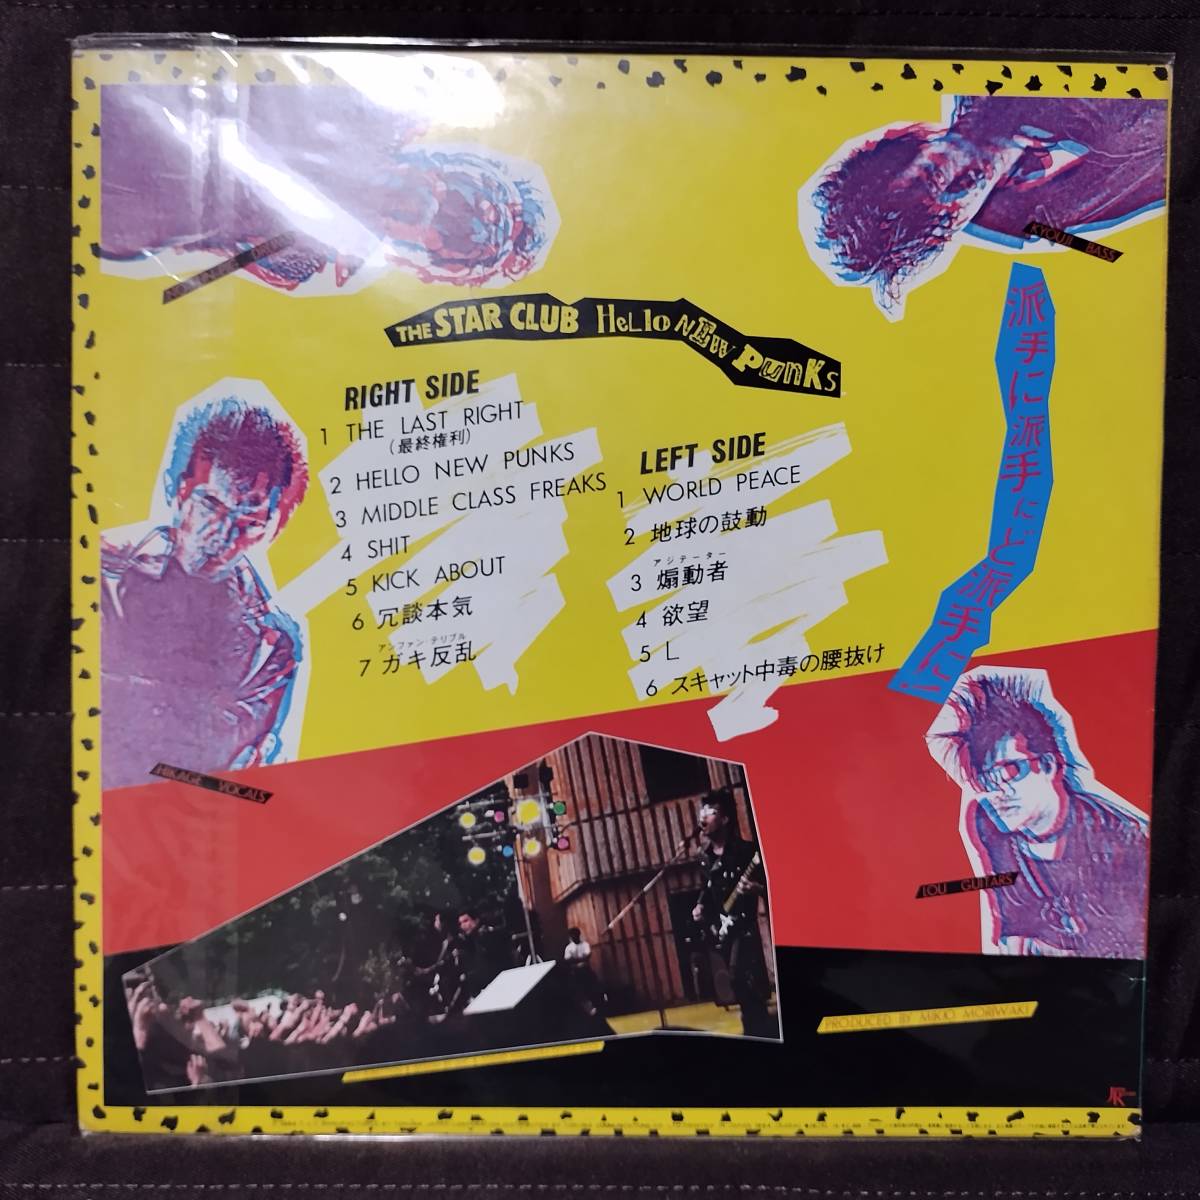 KYOUJI BASS
THE STAR CLUB HeLLo NEW PunKs
派手に派手にど派手に!
RIGHT SIDE
1 THE LAST RIGHT
(最終権利)
2 HELLO NEW PUNKS
3 MIDDLE CLASS FREAKS
4 SHIT
5 KICK ABOUT
6 冗談本気
アンファン・テリブル
7 ガキ反乱
LEFT SIDE
1 WORLD PEACE
2 地球の鼓動
アジテーター
3 煽動者
4 欲望
5 L
6 スキャット中毒の腰抜け
HIKAGE VOCALS
LOU GUITARS
PRODUCED BY MIKIO MORIWAKI